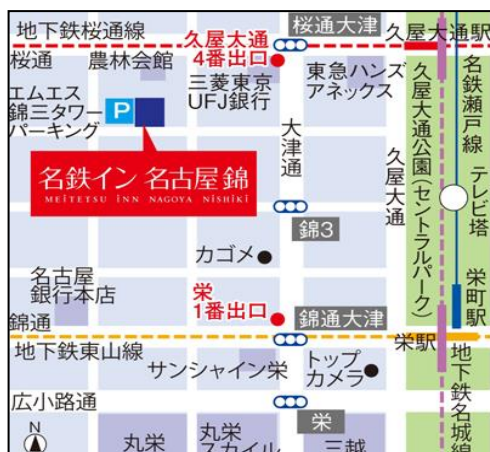 地下鉄桜通線
桜通
農林会館
久屋大通
4番出口
桜通大津
久屋大通駅
エムエス
錦三タワー
パーキング
P
三菱東京
UFJ銀行
東急ハンズ
アネックス
大津通
久屋大通
久屋大通公園(セントラルパーク)
名鉄瀬戸線
テレビ塔
名鉄イン 名古屋 錦
MEITETSU INN NAGOYA NISHIKI
錦3
カゴメ
名古屋
銀行本店
栄
1番出口
錦通大津
栄町駅
錦通
地下鉄東山線
栄駅
サンシャイン栄
トップ
カメラ
地下鉄名城線
広小路通
栄
N
丸栄
丸栄
スカイル
三越